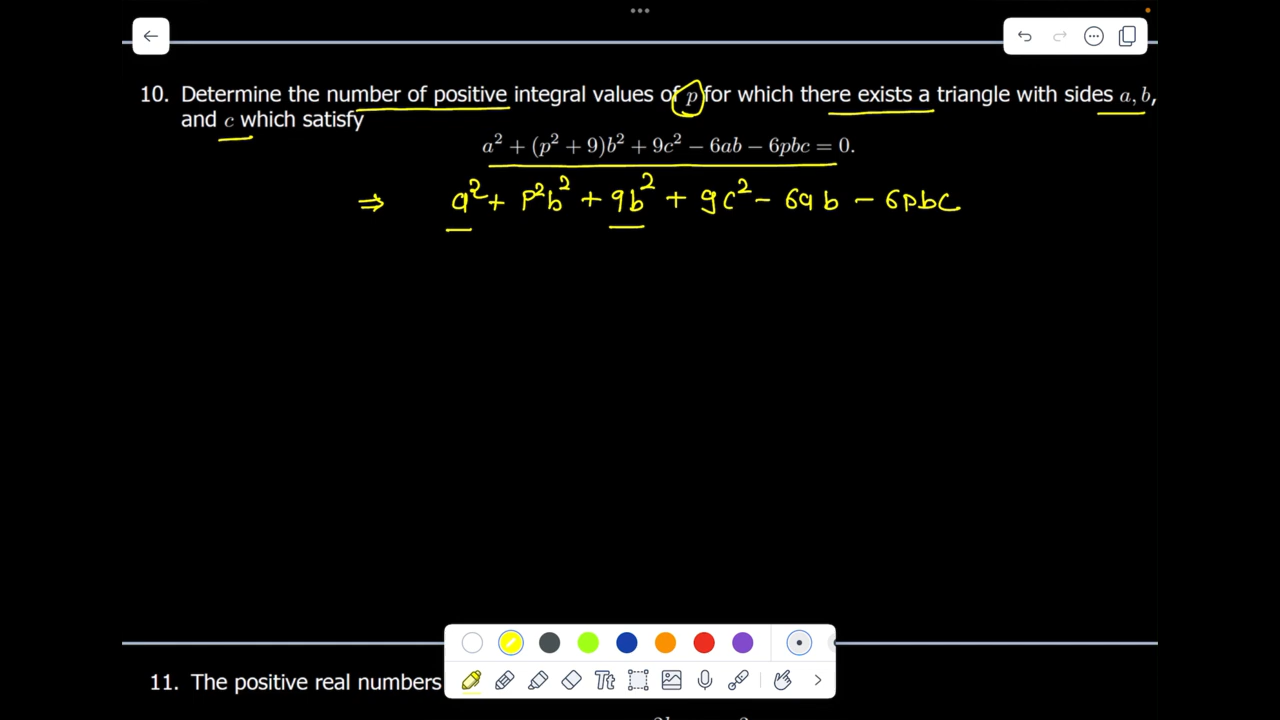 10. Determine the number of positive integral values of p for which there exists a triangle with sides a, b,
and c which satisfy
a² + (p² + 9)b² + 9c² − 6ab − 6pbc = 0.
⇒ a² + p²b² + 9b² + 9c² − 6ab − 6pbc
Tt
11. The positive real numbers